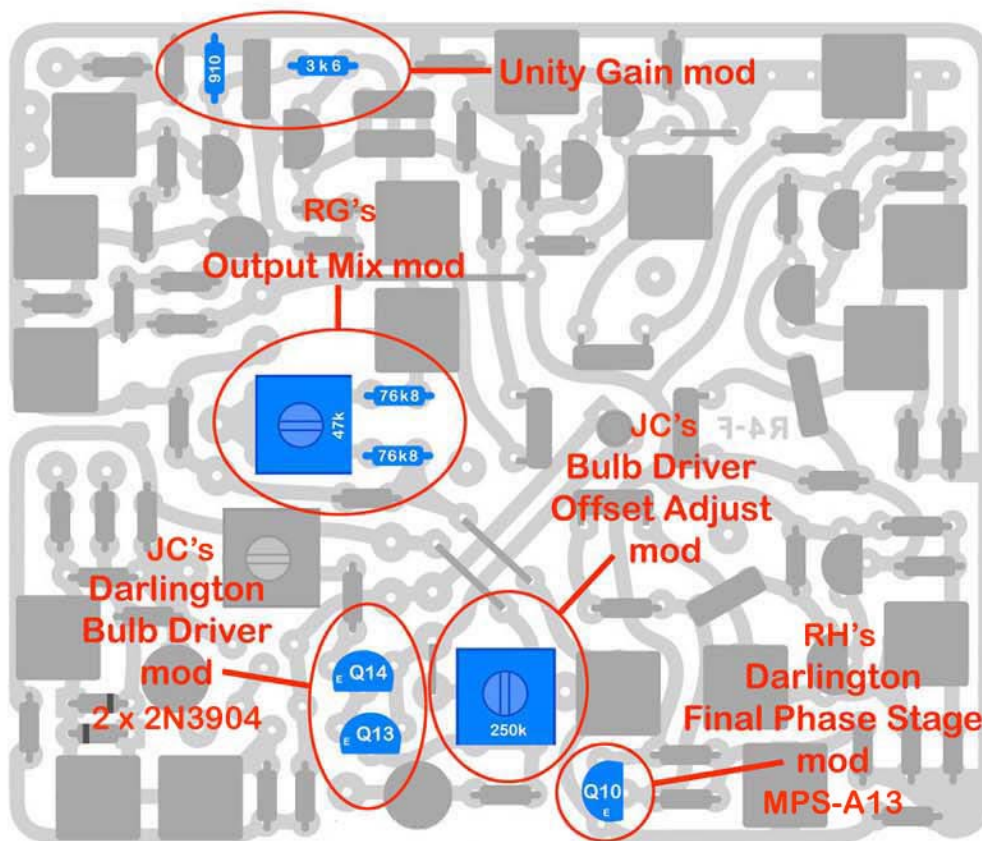 910
3k6
Unity Gain mod
RG's
Output Mix mod
47k
76k8
76k8
R4-F
JC's
Bulb Driver
Offset Adjust
mod
JC's
Darlington
Bulb Driver
mod
2 x 2N3904
E Q14
E Q13
250k
RH's
Darlington
Final Phase Stage
mod
MPS-A13
Q10
E